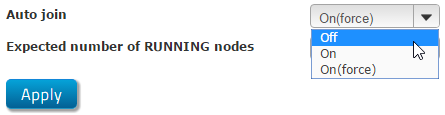 Auto join
On(force)
Off
On
On(force)
Expected number of RUNNING nodes
Apply